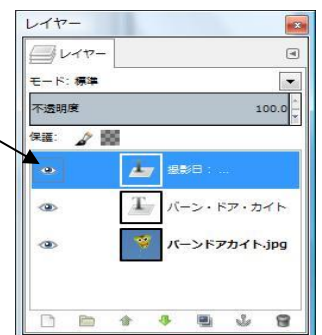 レイヤー
レイヤー
モード: 標準
不透明度 100.0
保護:
撮影日 : ...
バーン・ドア・カイト
バーンドアカイト.jpg